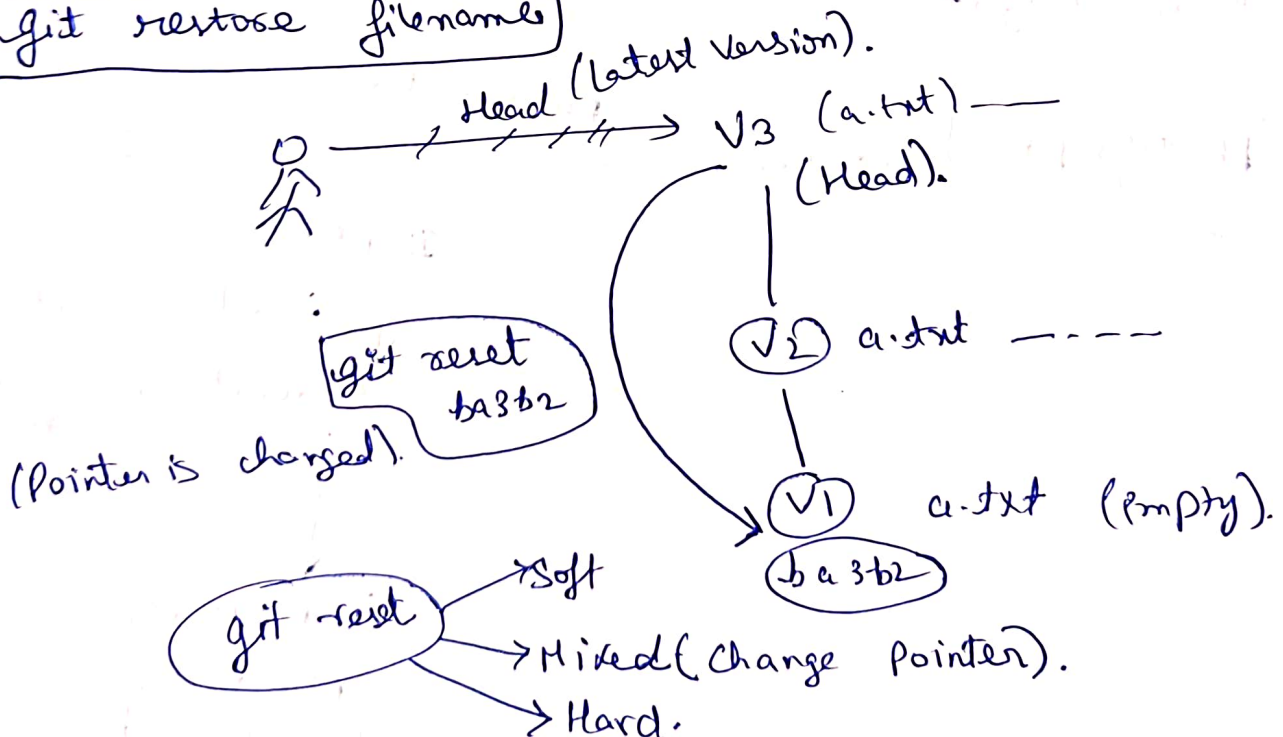 git restore filename
Head (Latest version).
V3 (a.txt)
(Head).
V2 a.txt
git reset
ba3b2
(Pointer is changed).
V1 a.txt (Empty).
ba3b2
git reset
Soft
Mixed (Change Pointer).
Hard.